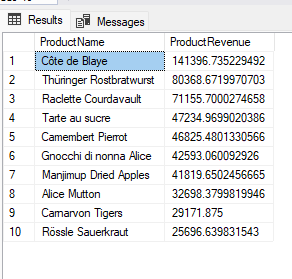 Results Messages
ProductName ProductRevenue
1 Côte de Blaye 141396.735229492
2 Thüringer Rostbratwurst 80368.6719970703
3 Raclette Courdavault 71155.7000274658
4 Tarte au sucre 47234.9699020386
5 Camembert Pierrot 46825.4801330566
6 Gnocchi di nonna Alice 42593.060092926
7 Manjimup Dried Apples 41819.6502456665
8 Alice Mutton 32698.3799819946
9 Carnarvon Tigers 29171.875
10 Rössle Sauerkraut 25696.639831543